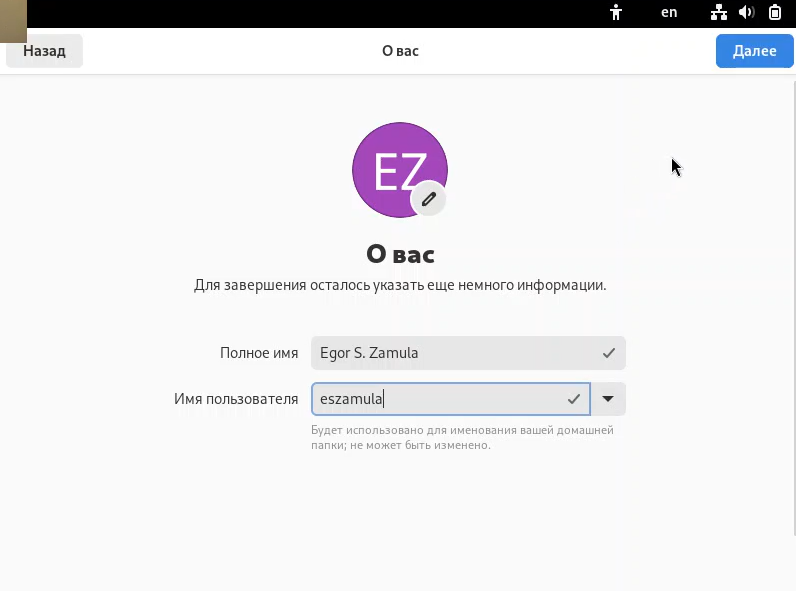 en
Назад
О вас
Далее
EZ
О вас
Для завершения осталось указать еще немного информации.
Полное имя
Egor S. Zamula
Имя пользователя
eszamula
Будет использовано для именования вашей домашней
папки; не может быть изменено.